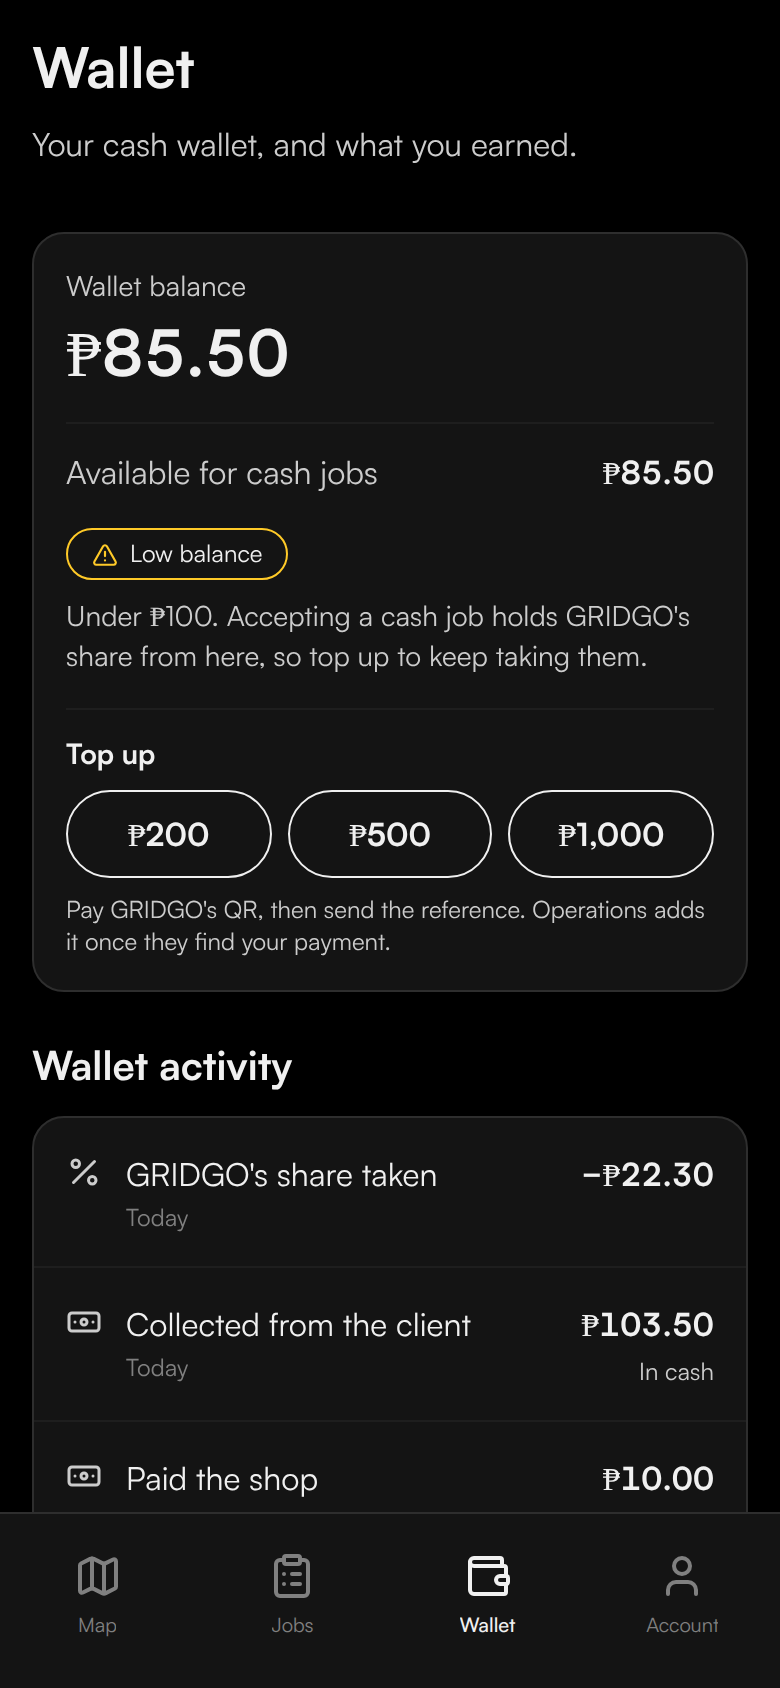 Wallet
Your cash wallet, and what you earned.
Wallet balance
₱85.50
Available for cash jobs
₱85.50
Low balance
Under ₱100. Accepting a cash job holds GRIDGO's
share from here, so top up to keep taking them.
Top up
₱200
₱500
₱1,000
Pay GRIDGO's QR, then send the reference. Operations adds
it once they find your payment.
Wallet activity
GRIDGO's share taken
−₱22.30
Today
Collected from the client
₱103.50
Today
In cash
Paid the shop
₱10.00
Map
Jobs
Wallet
Account